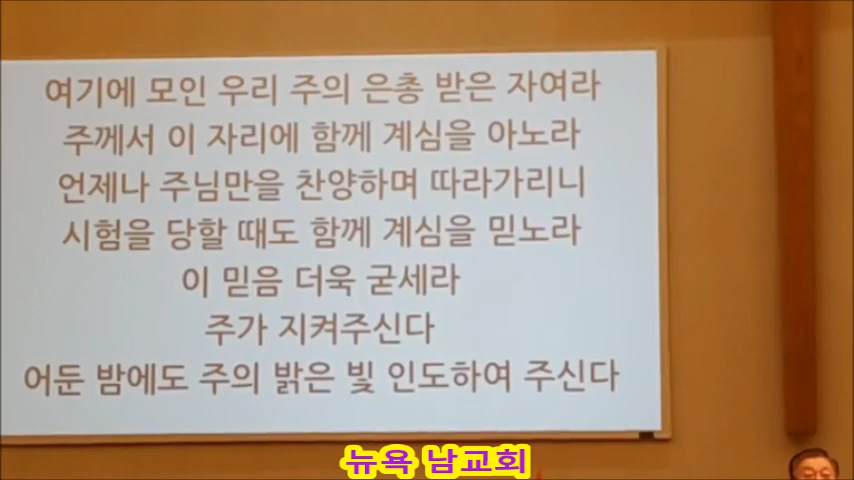 여기에 모인 우리 주의 은총 받은 자여라
주께서 이 자리에 함께 계심을 아노라
언제나 주님만을 찬양하며 따라가리니
시험을 당할 때도 함께 계심을 믿노라
이 믿음 더욱 굳세라
주가 지켜주신다
어둔 밤에도 주의 밝은 빛 인도하여 주신다
뉴욕 남교회